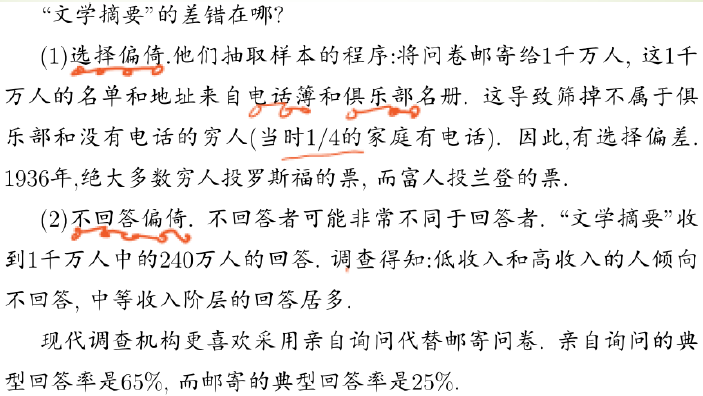 “文学摘要”的差错在哪?
(1)选择偏倚.他们抽取样本的程序:将问卷邮寄给1千万人, 这1千
万人的名单和地址来自电话簿和俱乐部名册. 这导致筛掉不属于俱
乐部和没有电话的穷人(当时1/4的家庭有电话). 因此,有选择偏差.
1936年,绝大多数穷人投罗斯福的票, 而富人投兰登的票.
(2)不回答偏倚. 不回答者可能非常不同于回答者. “文学摘要”收
到1千万人中的240万人的回答. 调查得知:低收入和高收入的人倾向
不回答, 中等收入阶层的回答居多.
现代调查机构更喜欢采用亲自询问代替邮寄问卷. 亲自询问的典
型回答率是65%, 而邮寄的典型回答率是25%.